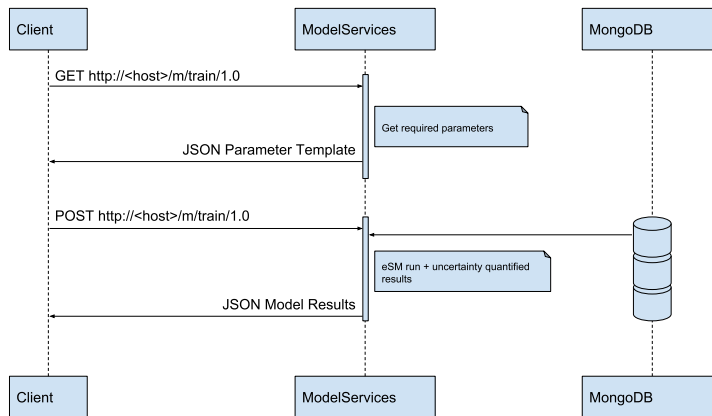 Client
ModelServices
MongoDB
GET http://<host>/m/train/1.0
Get required parameters
JSON Parameter Template
POST http://<host>/m/train/1.0
eSM run + uncertainty quantified
results
JSON Model Results
Client
ModelServices
MongoDB